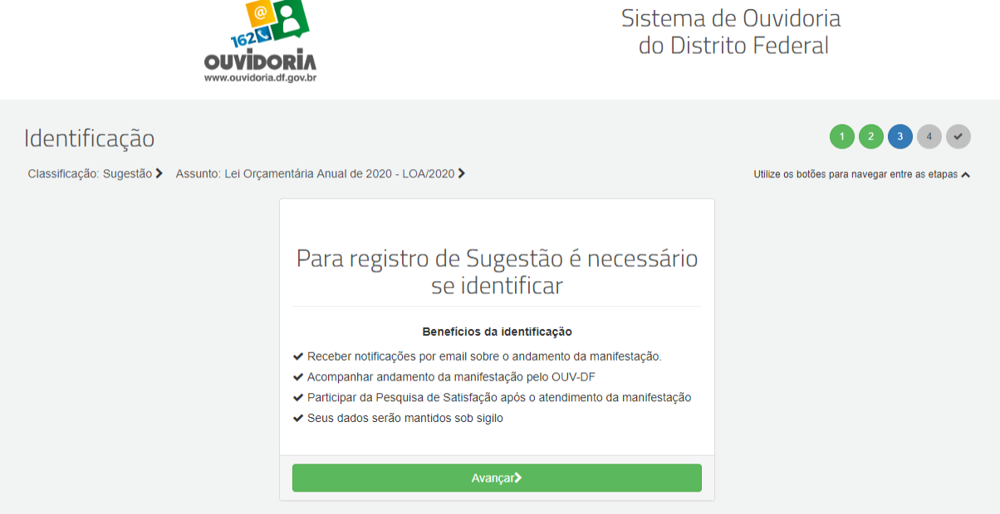 @
162
OUVIDORIA
www.ouvidoria.df.gov.br
Sistema de Ouvidoria
do Distrito Federal
Identificação
1 2 3 4
Classificação: Sugestão Assunto: Lei Orçamentária Anual de 2020 - LOA/2020
Utilize os botões para navegar entre as etapas
Para registro de Sugestão é necessário
se identificar
Benefícios da identificação
Receber notificações por email sobre o andamento da manifestação.
Acompanhar andamento da manifestação pelo OUV-DF
Participar da Pesquisa de Satisfação após o atendimento da manifestação
Seus dados serão mantidos sob sigilo
Avançar